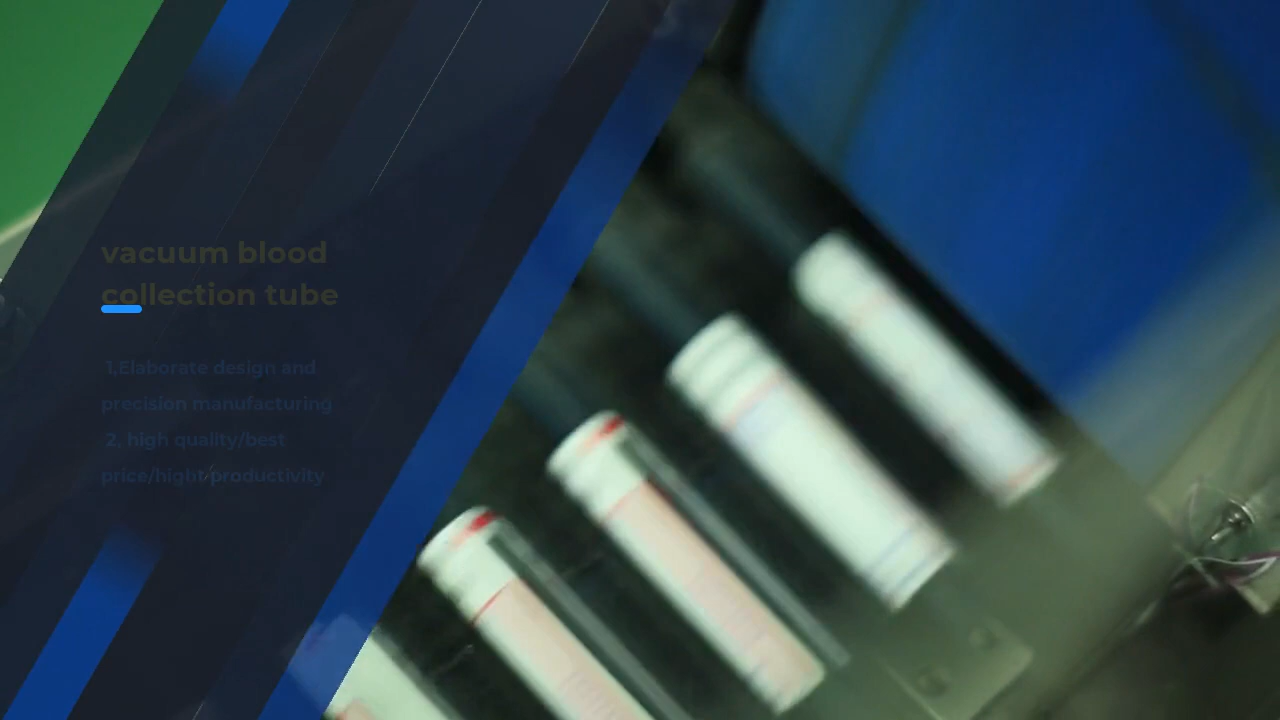 vacuum blood
collection tube
1,Elaborate design and
precision manufacturing
2, high quality/best
price/hight/productivity